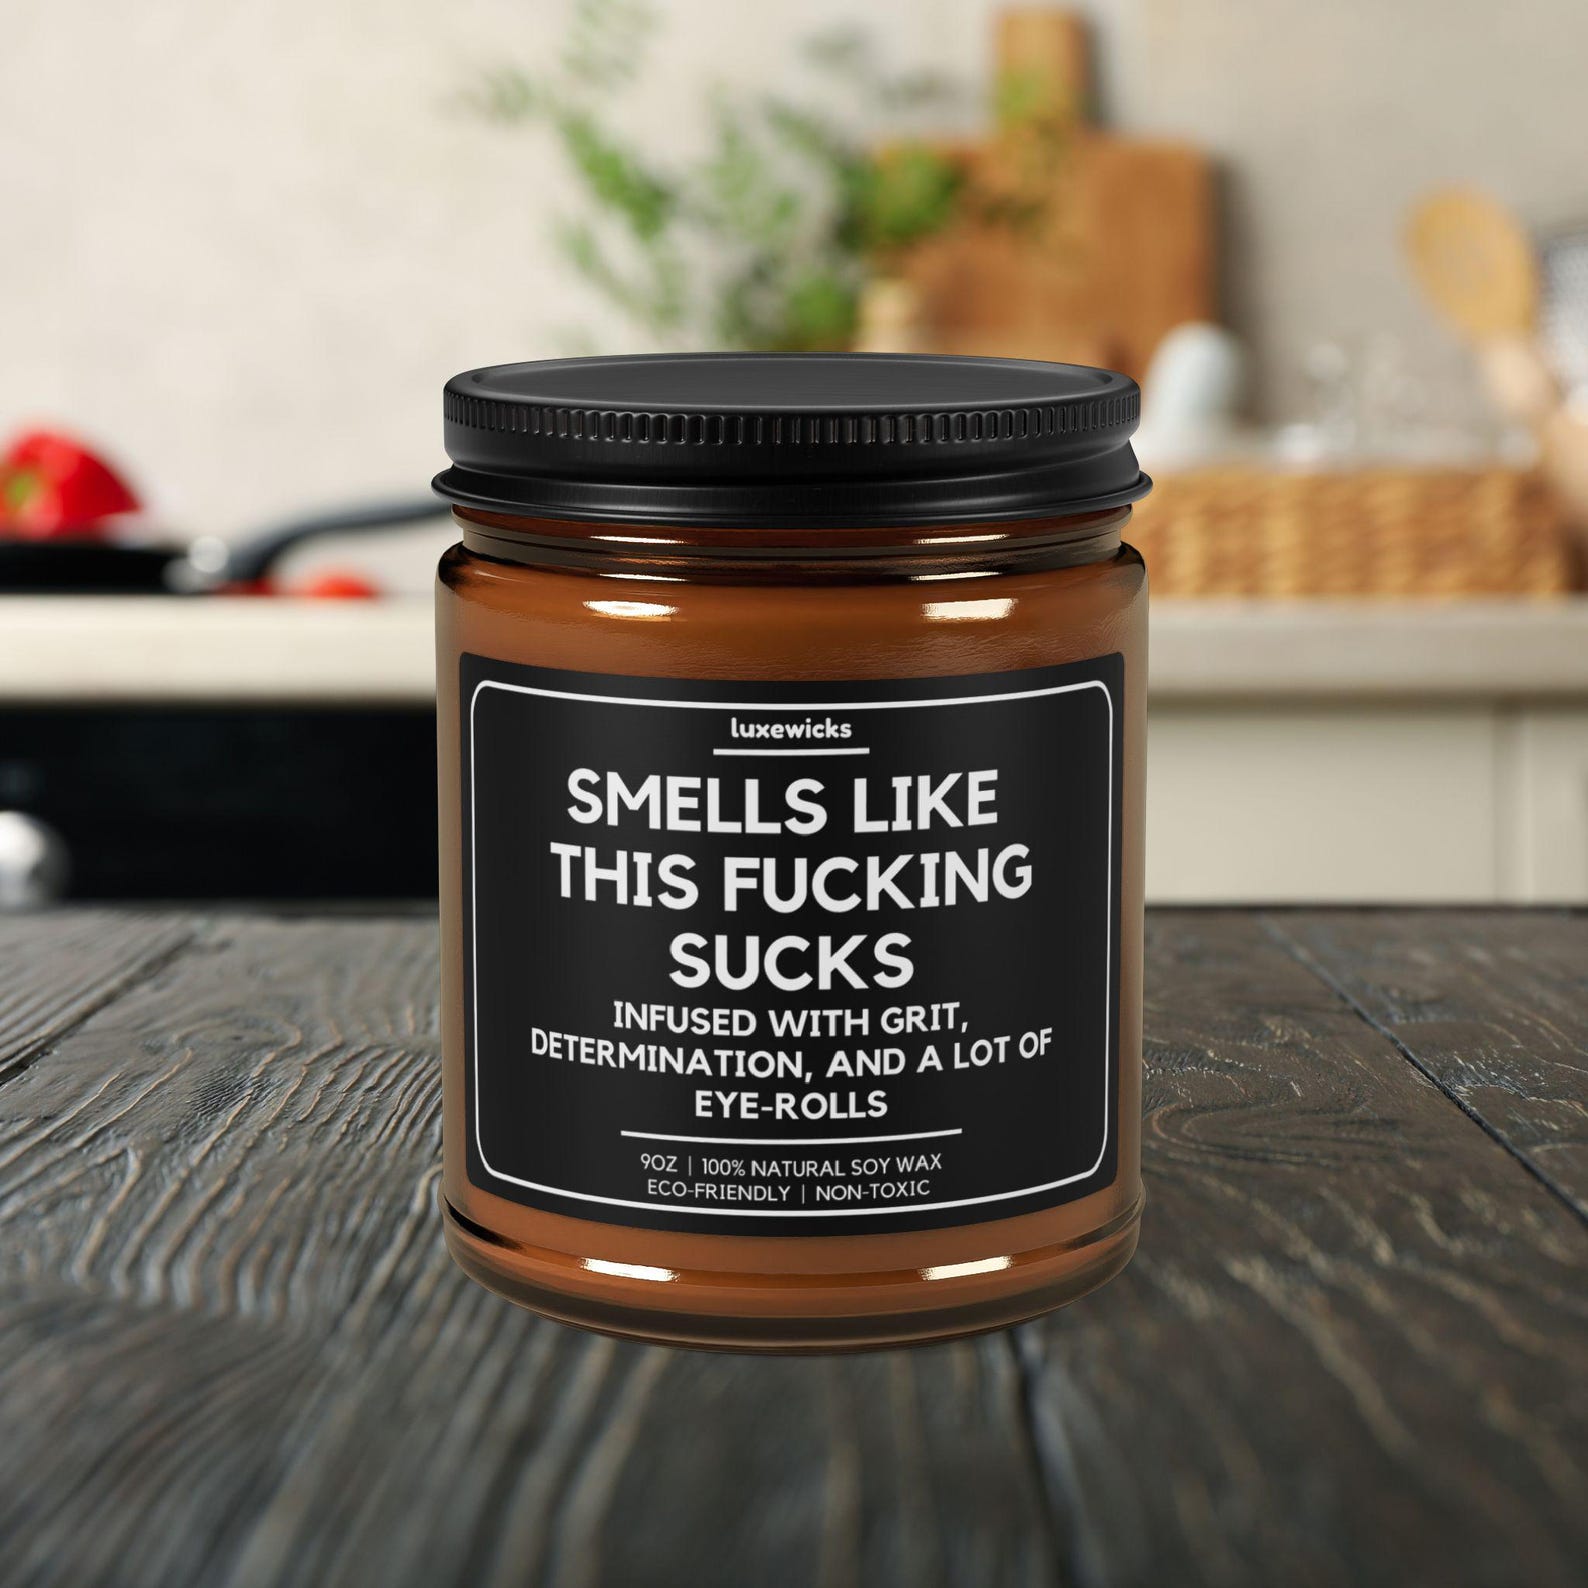 luxewicks
SMELLS LIKE
THIS FUCKING
SUCKS
INFUSED WITH GRIT,
DETERMINATION, AND A LOT OF
EYE-ROLLS
9OZ | 100% NATURAL SOY WAX
ECO-FRIENDLY | NON-TOXIC